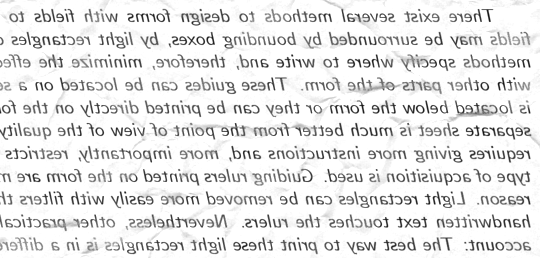 There exist several methods to design forms with fields to
fields may be surrounded by bounding boxes, by light rectangles o
methods specify where to write and, therefore, minimize the effec
with other parts of the form. These guides can be located on a se
is located below the form or they can be printed directly on the fo
separate sheet is much better from the point of view of the quality
requires giving more instructions and, more importantly, restricts
type of acquisition is used. Guiding rulers printed on the form are m
reason. Light rectangles can be removed more easily with filters th
handwritten text touches the rulers. Nevertheless, other practical
account: The best way to print these light rectangles is in a differe